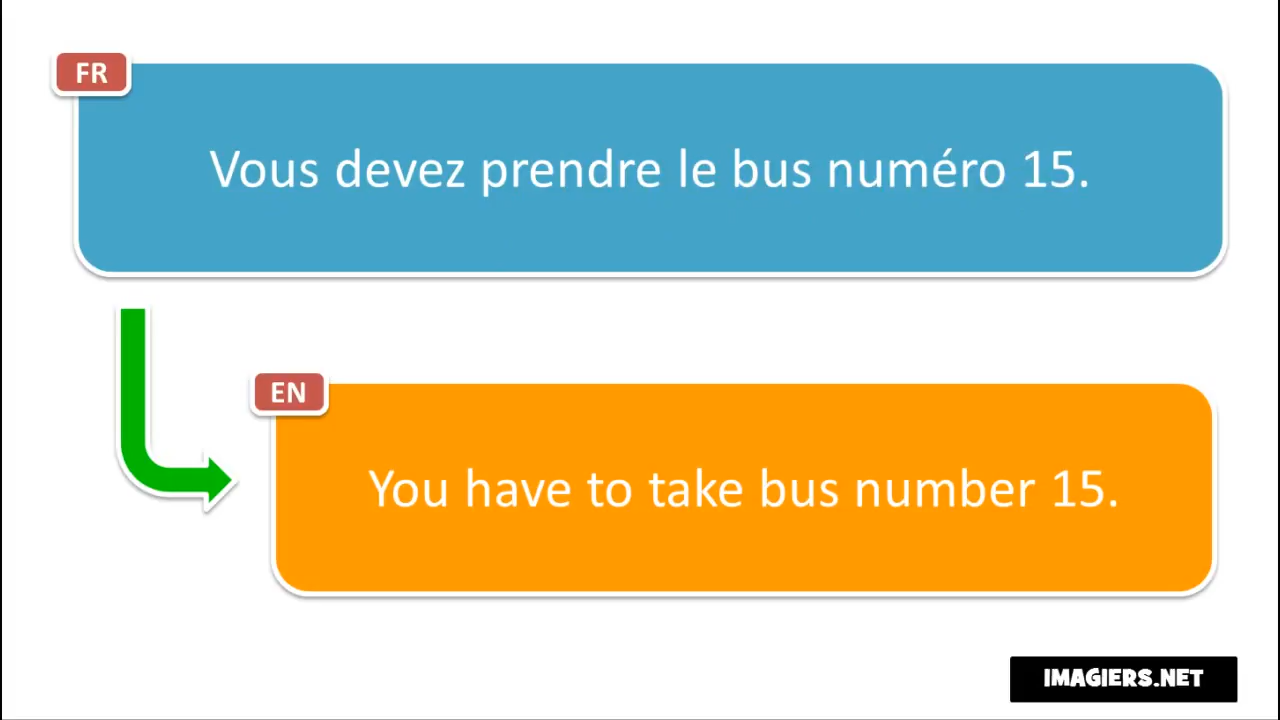 FR
Vous devez prendre le bus numéro 15.
EN
You have to take bus number 15.
IMAGIERS.NET